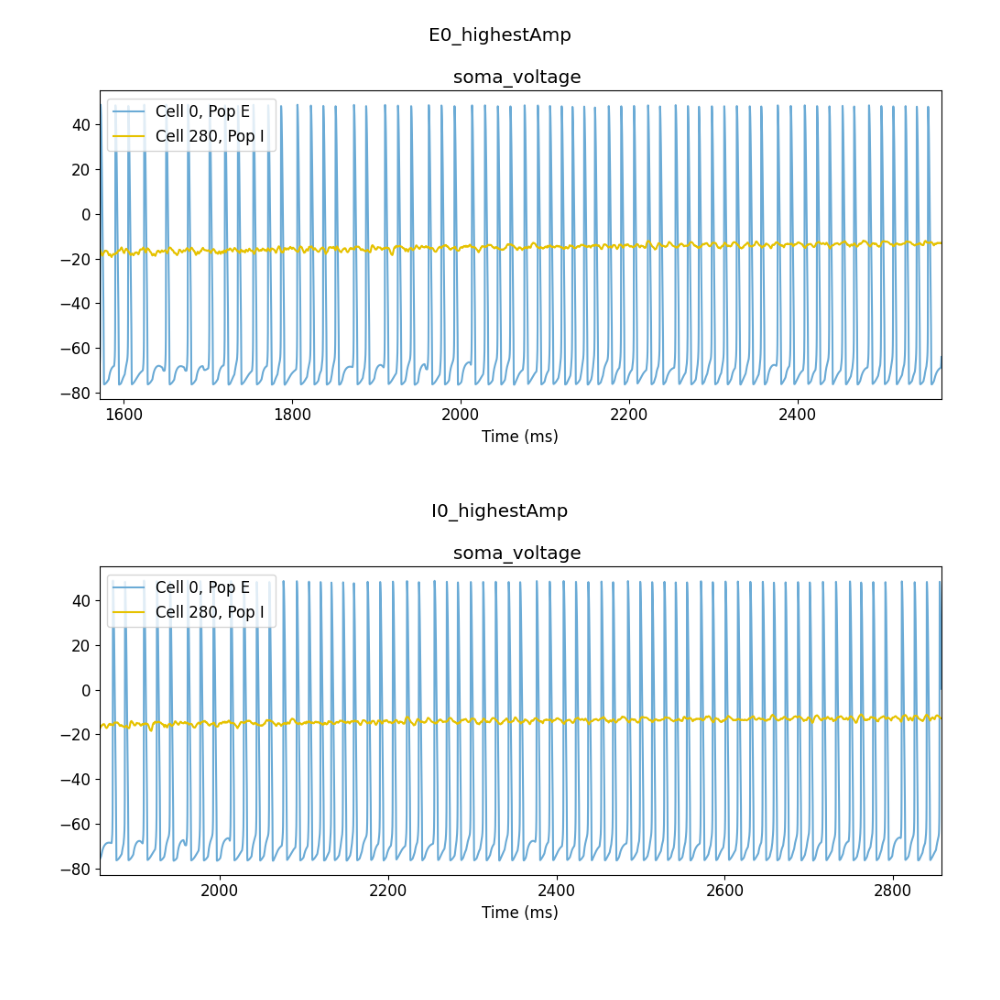 E0_highestAmp
soma_voltage
Cell 0, Pop E
Cell 280, Pop I
40
20
0
−20
−40
−60
−80
1600 1800 2000 2200 2400
Time (ms)
I0_highestAmp
soma_voltage
Cell 0, Pop E
Cell 280, Pop I
40
20
0
−20
−40
−60
−80
2000 2200 2400 2600 2800
Time (ms)